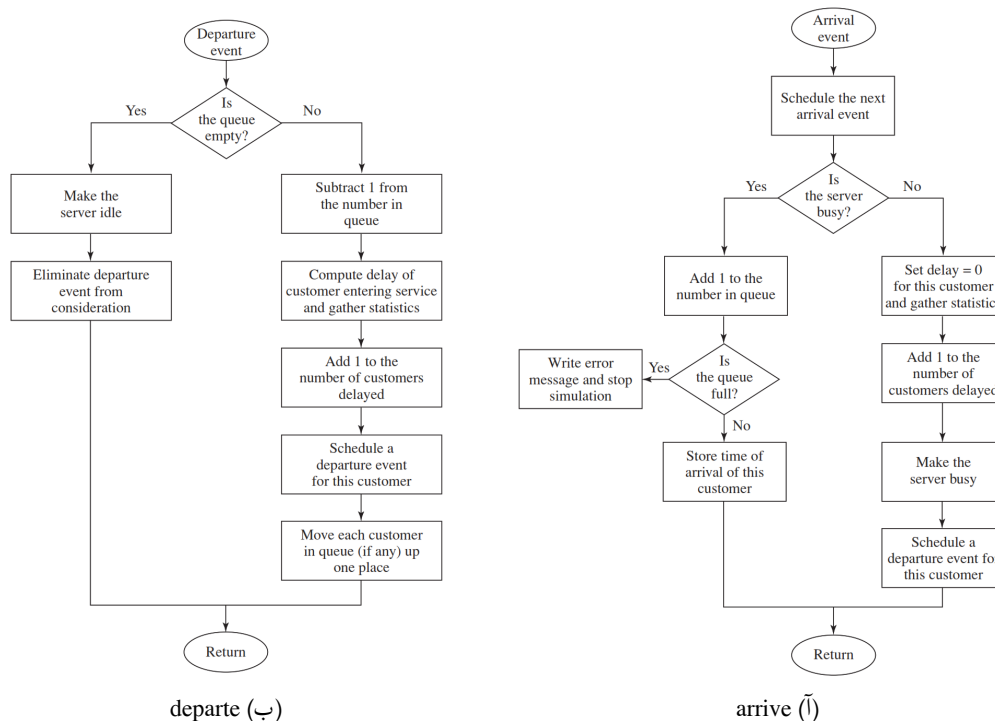 Departure
event
Is
the queue
empty?
Yes
No
Make the
server idle
Eliminate departure
event from
consideration
Subtract 1 from
the number in
queue
Compute delay of
customer entering service
and gather statistics
Add 1 to the
number of customers
delayed
Schedule a
departure event
for this customer
Move each customer
in queue (if any) up
one place
Return
departe (ب)
Arrival
event
Schedule the next
arrival event
Is
the server
busy?
Yes
No
Add 1 to the
number in queue
Is
the queue
full?
Yes
Write error
message and stop
simulation
No
Store time of
arrival of this
customer
Set delay = 0
for this customer
and gather statistic
Add 1 to the
number of
customers delayed
Make the
server busy
Schedule a
departure event for
this customer
Return
arrive (آ)